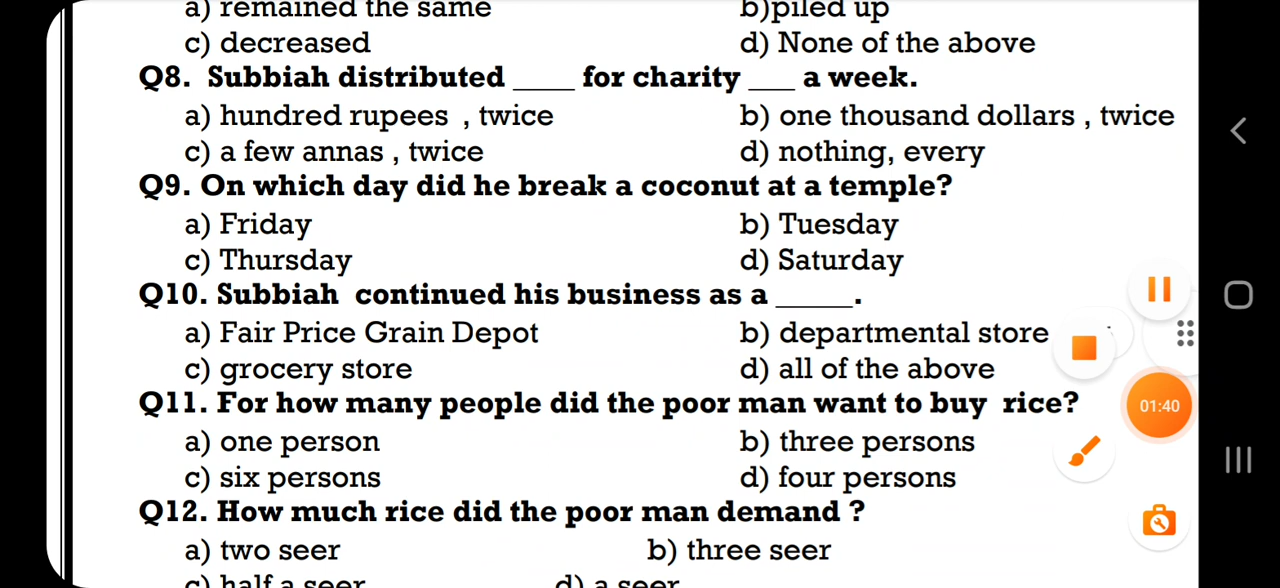 a) remained the same b)piled up
c) decreased d) None of the above
Q8. Subbiah distributed ____ for charity ___ a week.
a) hundred rupees , twice b) one thousand dollars , twice
c) a few annas , twice d) nothing, every
Q9. On which day did he break a coconut at a temple?
a) Friday b) Tuesday
c) Thursday d) Saturday
Q10. Subbiah continued his business as a _____.
a) Fair Price Grain Depot b) departmental store
c) grocery store d) all of the above
Q11. For how many people did the poor man want to buy rice?
01:40
a) one person b) three persons
c) six persons d) four persons
Q12. How much rice did the poor man demand ?
a) two seer b) three seer
c) half a seer d) a seer